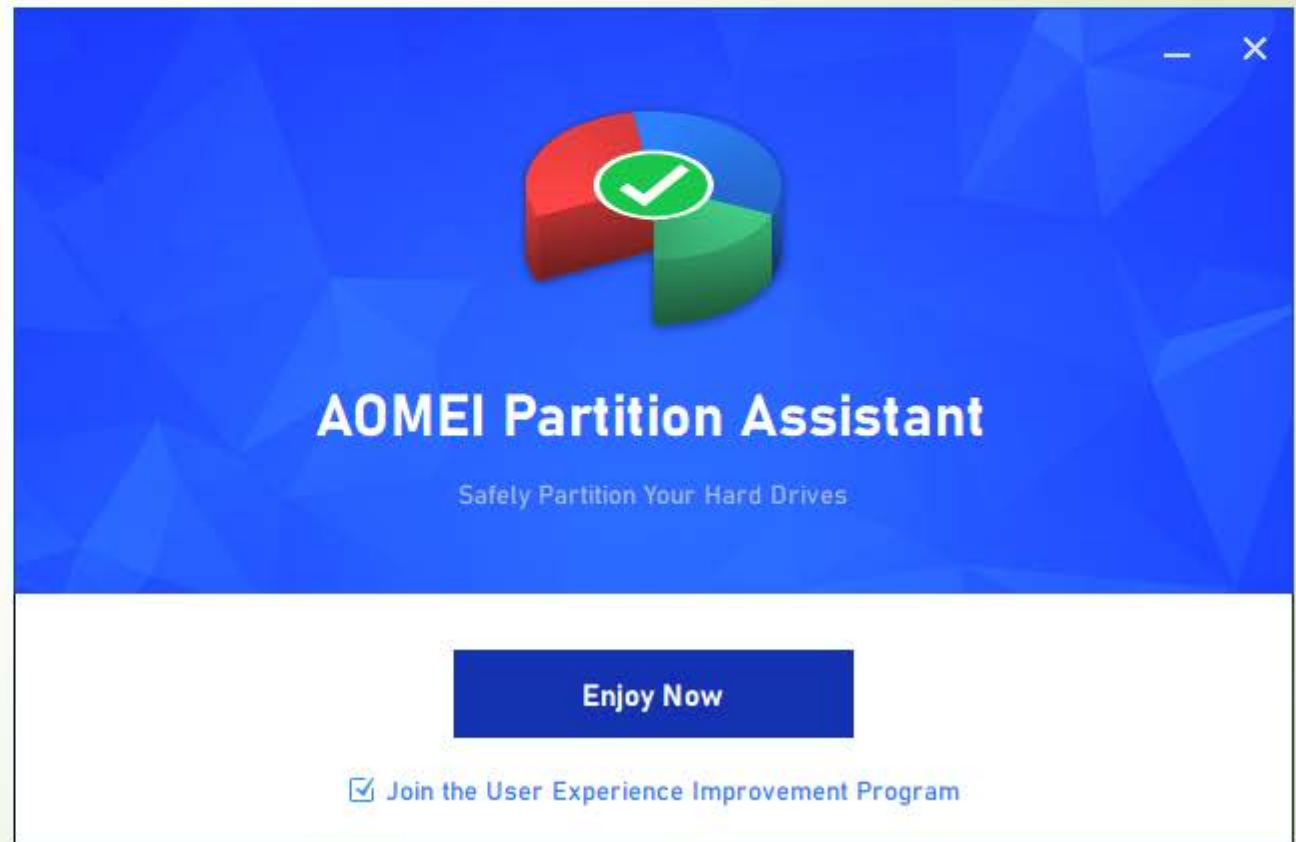 AOMEI Partition Assistant
Safely Partition Your Hard Drives
Enjoy Now
Join the User Experience Improvement Program